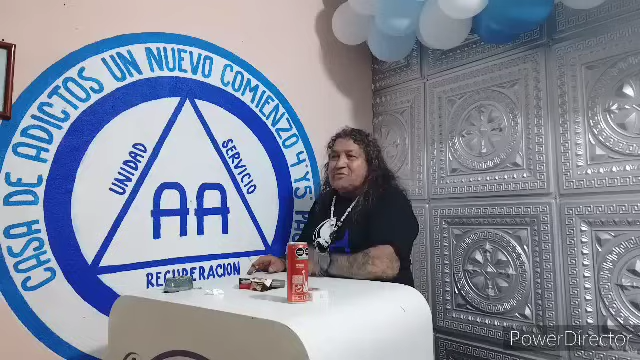 CASA DE ADICTOS UN NUEVO COMIENZO 4 Y 5
UNIDAD
SERVICIO
AA
RECUPERACION
PowerDirector